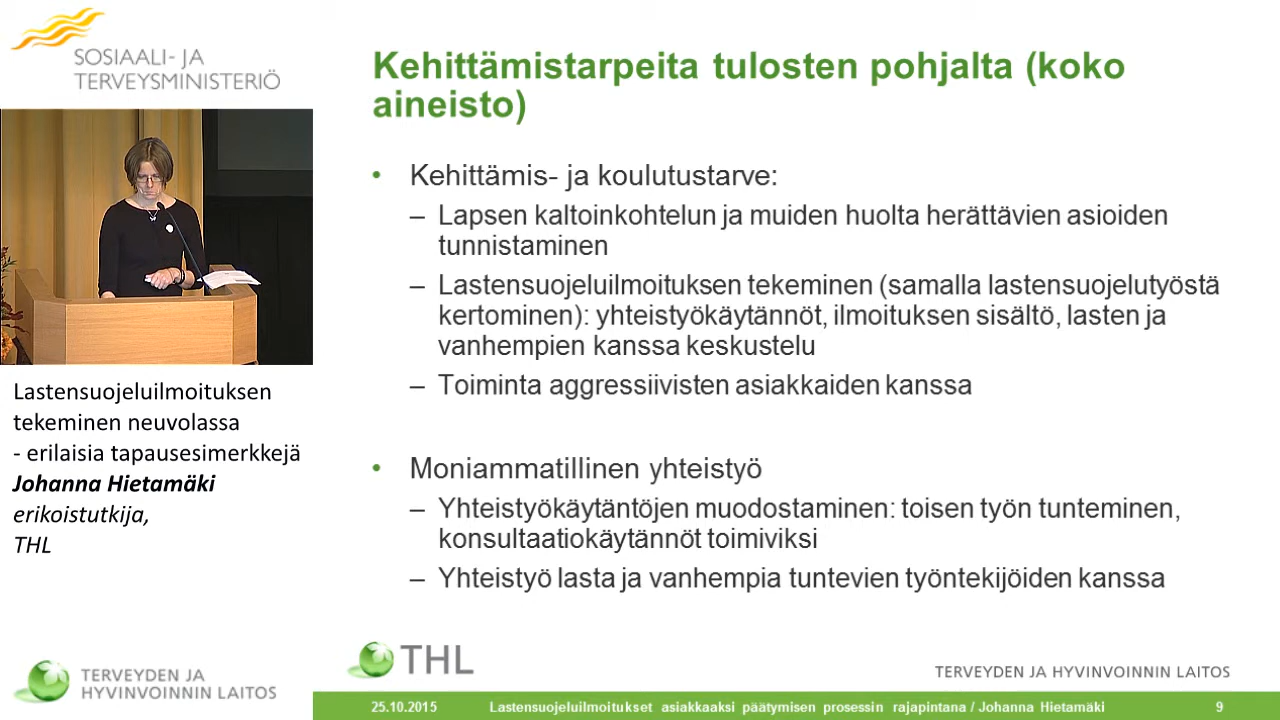 SOSIAALI- JA
TERVEYSMINISTERIÖ
Lastensuojeluilmoituksen
tekeminen neuvolassa
- erilaisia tapausesimerkkejä
Johanna Hietamäki
erikoistutkija,
THL
TERVEYDEN JA
HYVINVOINNIN LAITOS
Kehittämistarpeita tulosten pohjalta (koko
aineisto)
• Kehittämis- ja koulutustarve:
– Lapsen kaltoinkohtelun ja muiden huolta herättävien asioiden
tunnistaminen
– Lastensuojeluilmoituksen tekeminen (samalla lastensuojelutyöstä
kertominen): yhteistyökäytännöt, ilmoituksen sisältö, lasten ja
vanhempien kanssa keskustelu
– Toiminta aggressiivisten asiakkaiden kanssa
• Moniammatillinen yhteistyö
– Yhteistyökäytäntöjen muodostaminen: toisen työn tunteminen,
konsultaatiokäytännöt toimiviksi
– Yhteistyö lasta ja vanhempia tuntevien työntekijöiden kanssa
THL
TERVEYDEN JA HYVINVOINNIN LAITOS
25.10.2015 Lastensuojeluilmoitukset asiakkaaksi päätymisen prosessin rajapintana / Johanna Hietamäki 9